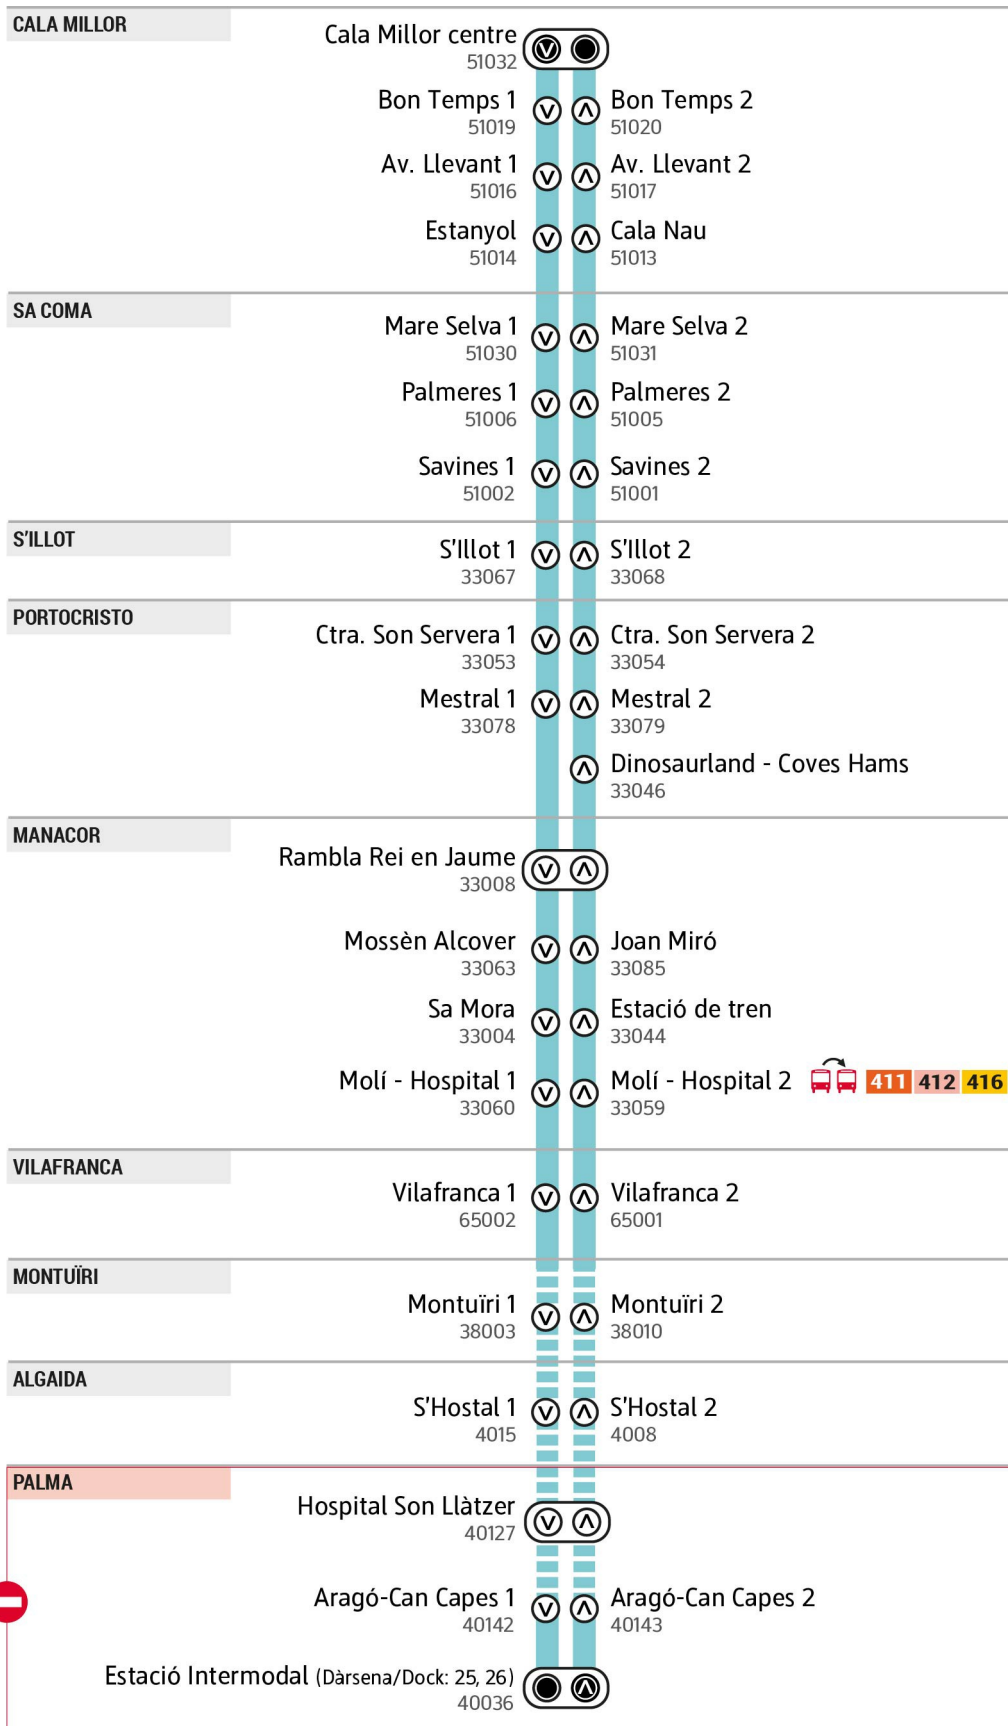 CALA MILLOR
Cala Millor centre
51032
Bon Temps 1
51019
Bon Temps 2
51020
Av. Llevant 1
51016
Av. Llevant 2
51017
Estanyol
51014
Cala Nau
51013
SA COMA
Mare Selva 1
51030
Mare Selva 2
51031
Palmeres 1
51006
Palmeres 2
51005
Savines 1
51002
Savines 2
51001
S'ILLOT
S'Illot 1
33067
S'Illot 2
33068
PORTOCRISTO
Ctra. Son Servera 1
33053
Ctra. Son Servera 2
33054
Mestral 1
33078
Mestral 2
33079
Dinosaurland - Coves Hams
33046
MANACOR
Rambla Rei en Jaume
33008
Mossèn Alcover
33063
Joan Miró
33085
Sa Mora
33004
Estació de tren
33044
Molí - Hospital 1
33060
Molí - Hospital 2 411 412 416
33059
VILAFRANCA
Vilafranca 1
65002
Vilafranca 2
65001
MONTUÏRI
Montuïri 1
38003
Montuïri 2
38010
ALGAIDA
S'Hostal 1
4015
S'Hostal 2
4008
PALMA
Hospital Son Llàtzer
40127
Aragó-Can Capes 1
40142
Aragó-Can Capes 2
40143
Estació Intermodal (Dàrsena/Dock: 25, 26)
40036